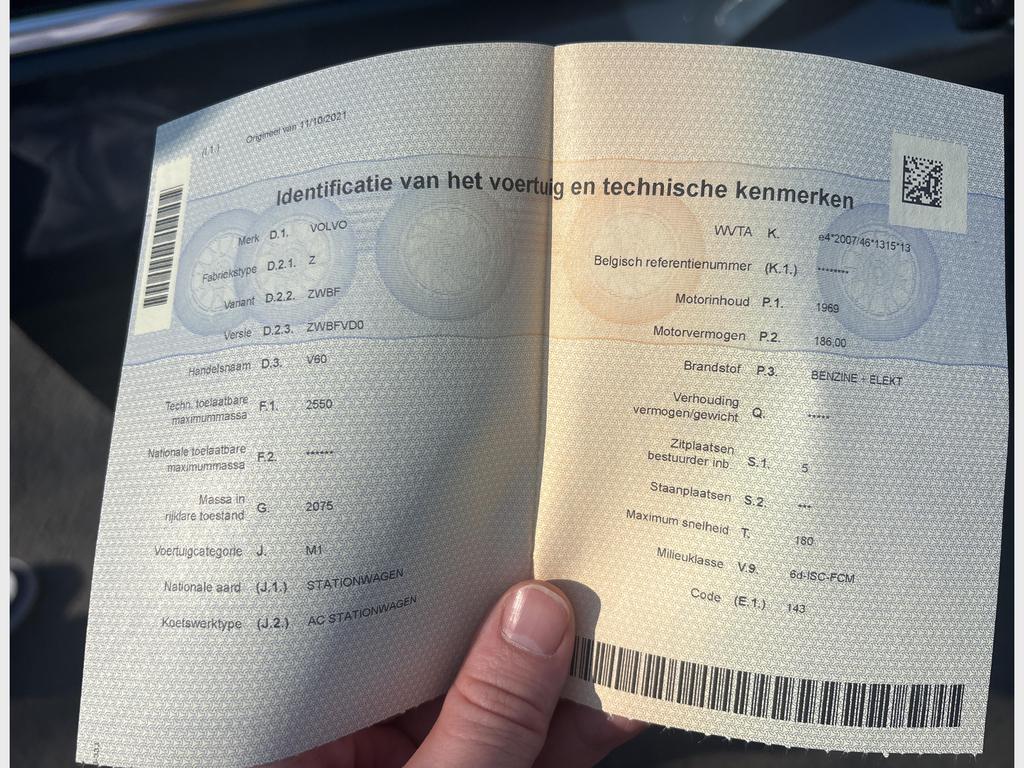 (I.1.) Origineel van 11/10/2021
Identificatie van het voertuig en technische kenmerken
Merk D.1. VOLVO
Fabriekstype D.2.1. Z
Variant D.2.2. ZWBF
Versie D.2.3. ZWBFVD0
Handelsnaam D.3. V60
Techn. toelaatbare
maximummassa F.1. 2550
Nationale toelaatbare
maximummassa F.2. ******
Massa in
rijklare toestand G. 2075
Voertuigcategorie J. M1
Nationale aard (J.1.) STATIONWAGEN
Koetswerktype (J.2.) AC STATIONWAGEN
3
WVTA K. e4*2007/46*1315*13
Belgisch referentienummer (K.1.) ********
Motorinhoud P.1. 1969
Motorvermogen P.2. 186,00
Brandstof P.3. BENZINE + ELEKT
Verhouding
vermogen/gewicht Q. *****
Zitplaatsen
bestuurder inb S.1. 5
Staanplaatsen S.2. ***
Maximum snelheid T. 180
Milieuklasse V.9. 6d-ISC-FCM
Code (E.1.) 143